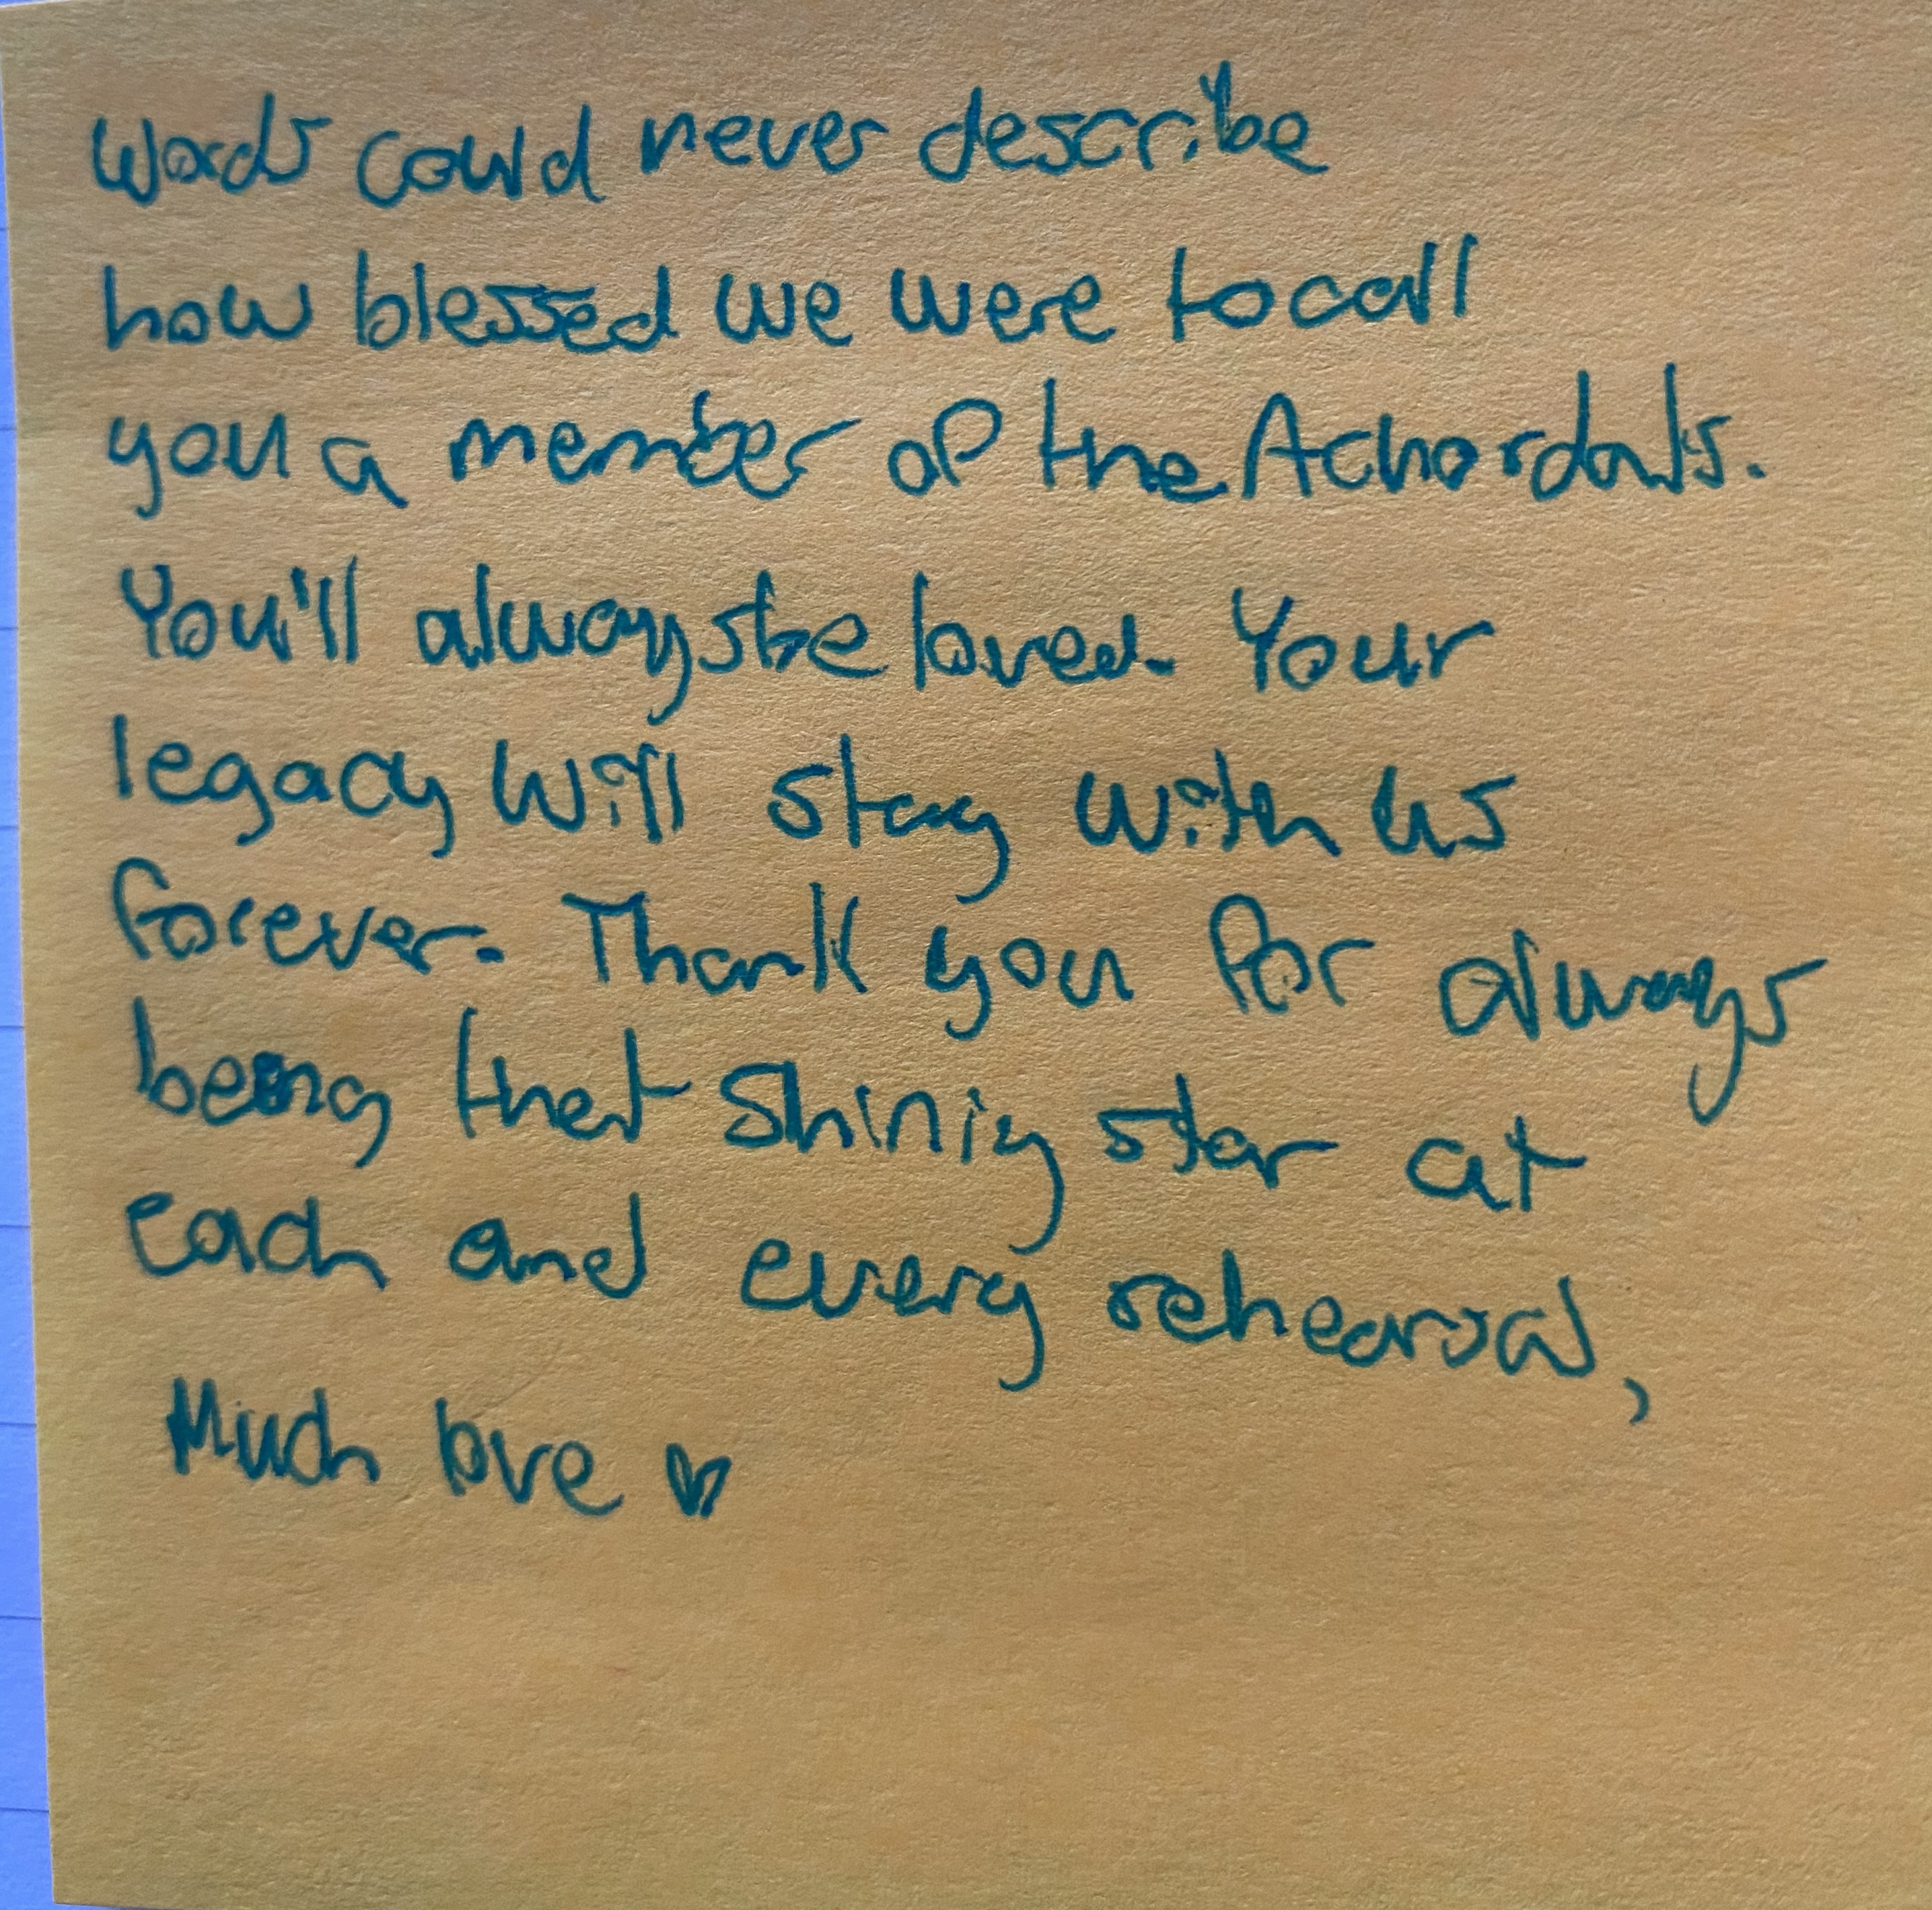 Words could never describe
how blessed we were to call
you a member of the Achordants.
You'll always be loved. Your
legacy will stay with us
forever. Thank you for always
being that shinig star at
each and every rehearsal,
Much love ♥